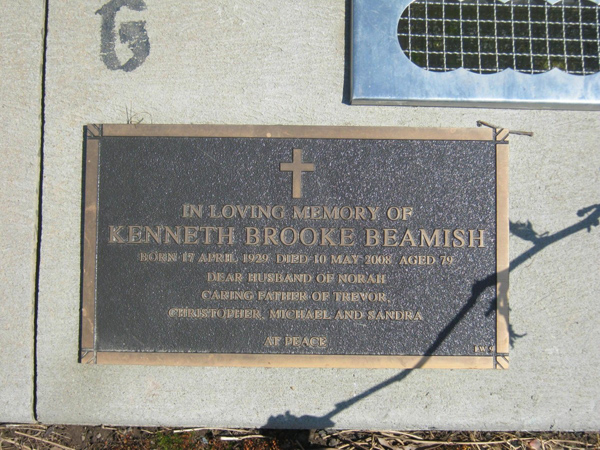 G
IN LOVING MEMORY OF
KENNETH BROOKE BEAMISH
BORN 17 APRIL 1929 DIED 10 MAY 2008 AGED 79
DEAR HUSBAND OF NORAH
CARING FATHER OF TREVOR,
CHRISTOPHER, MICHAEL AND SANDRA
AT PEACE